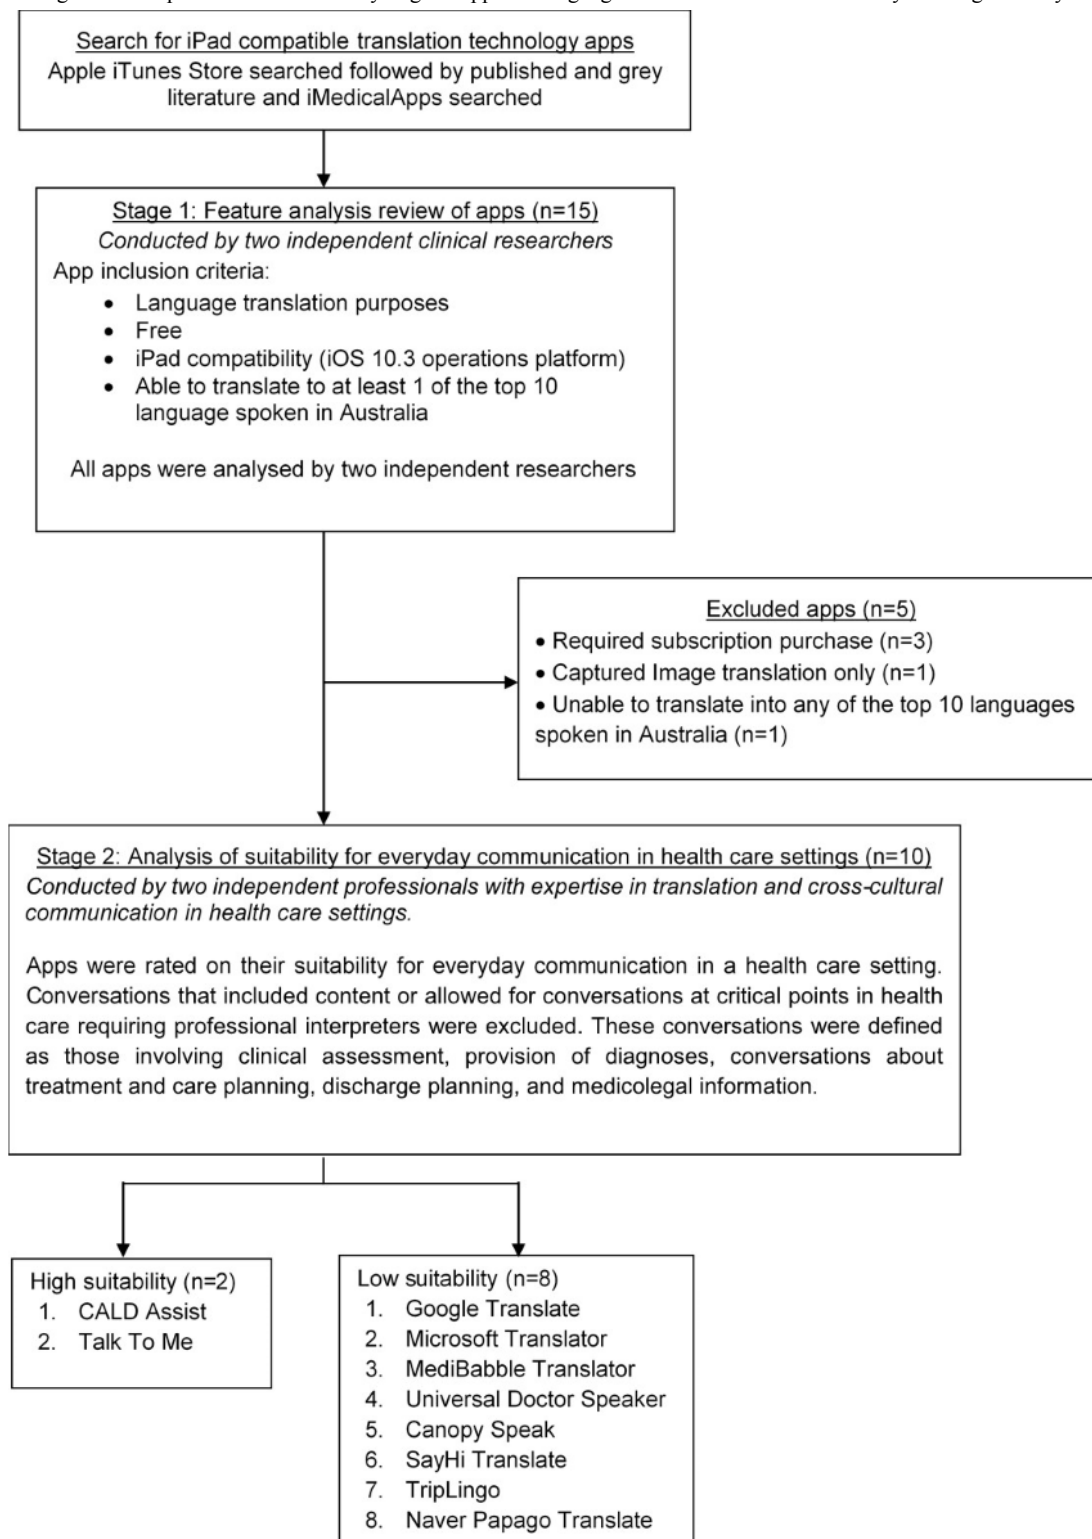 Search for iPad compatible translation technology apps
Apple iTunes Store searched followed by published and grey
literature and iMedicalApps searched
Stage 1: Feature analysis review of apps (n=15)
Conducted by two independent clinical researchers
App inclusion criteria:
• Language translation purposes
• Free
• iPad compatibility (iOS 10.3 operations platform)
• Able to translate to at least 1 of the top 10
language spoken in Australia
All apps were analysed by two independent researchers
Excluded apps (n=5)
• Required subscription purchase (n=3)
• Captured Image translation only (n=1)
• Unable to translate into any of the top 10 languages
spoken in Australia (n=1)
Stage 2: Analysis of suitability for everyday communication in health care settings (n=10)
Conducted by two independent professionals with expertise in translation and cross-cultural
communication in health care settings.
Apps were rated on their suitability for everyday communication in a health care setting.
Conversations that included content or allowed for conversations at critical points in health
care requiring professional interpreters were excluded. These conversations were defined
as those involving clinical assessment, provision of diagnoses, conversations about
treatment and care planning, discharge planning, and medicolegal information.
High suitability (n=2)
1. CALD Assist
2. Talk To Me
Low suitability (n=8)
1. Google Translate
2. Microsoft Translator
3. MediBabble Translator
4. Universal Doctor Speaker
5. Canopy Speak
6. SayHi Translate
7. TripLingo
8. Naver Papago Translate